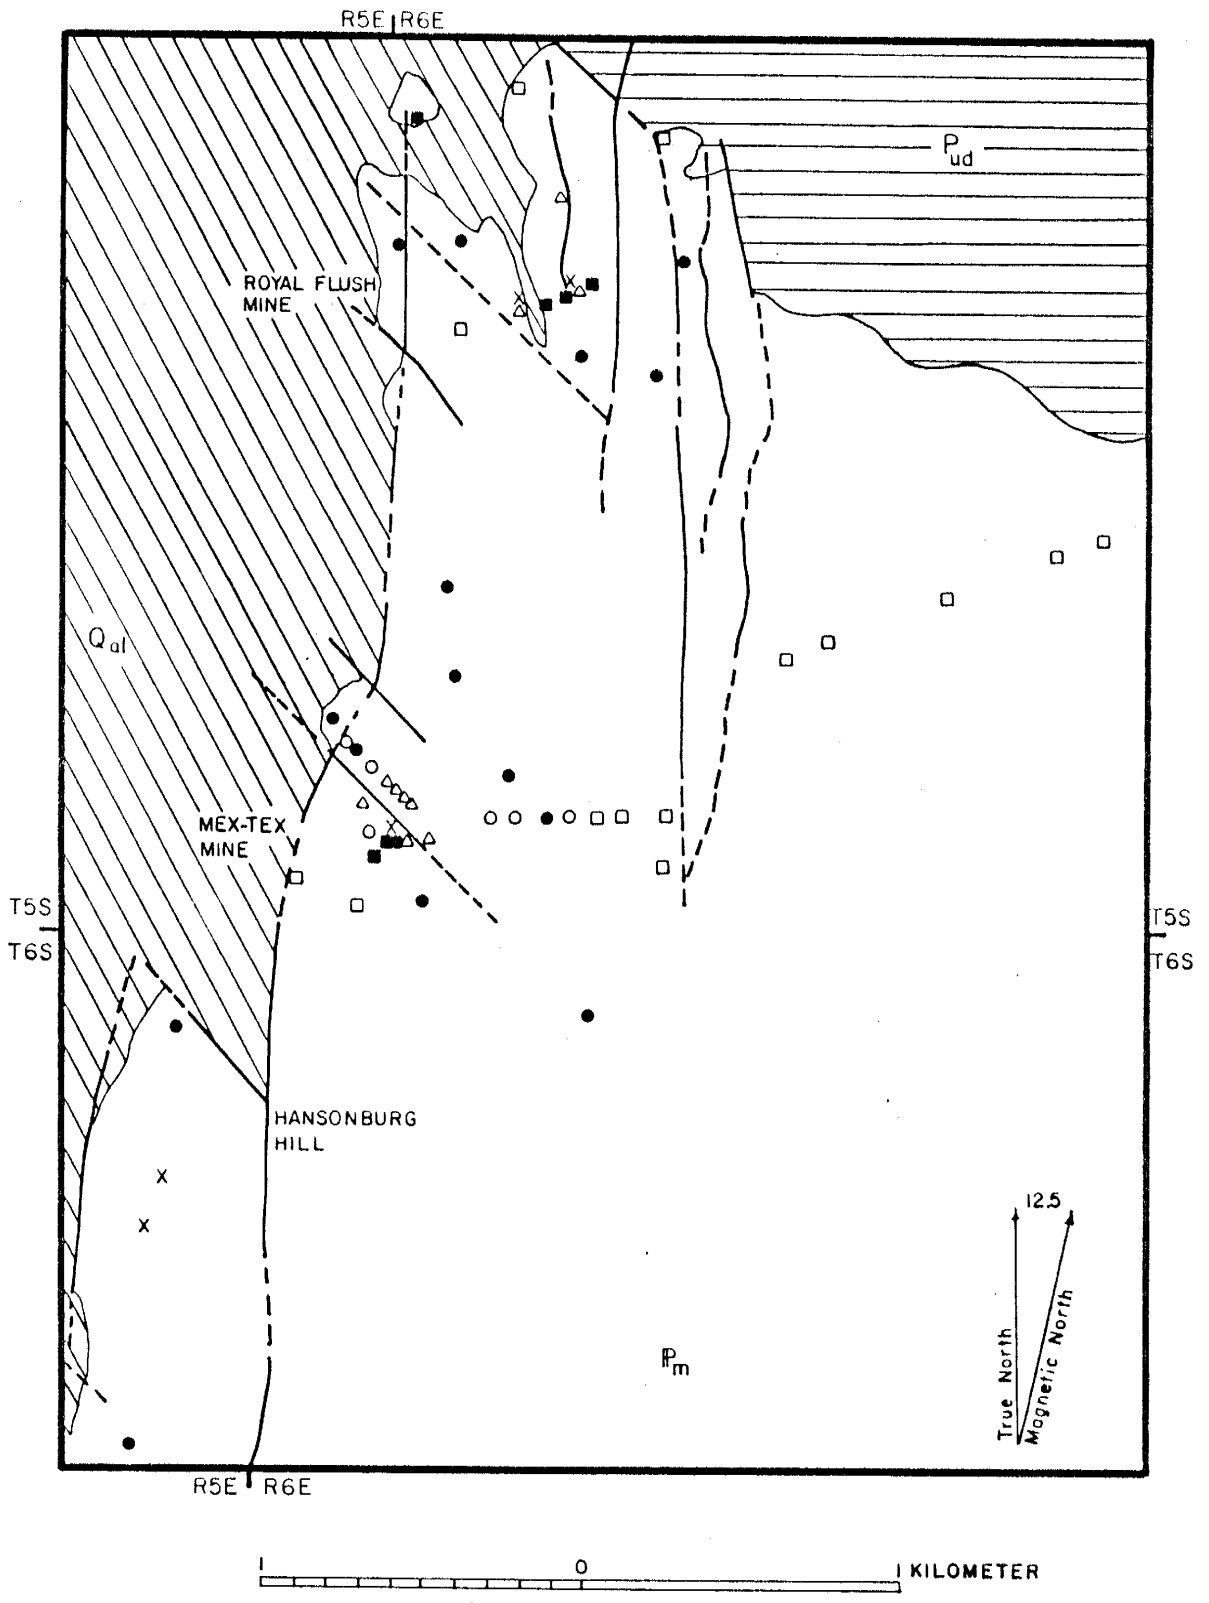 R5E R6E
Pud
ROYAL FLUSH
MINE
Qal
MEX-TEX
MINE
T5S
T6S
T5S
T6S
HANSONBURG
HILL
12.5
True North
Magnetic North
ℙm
R5E R6E
1 0 1 KILOMETER